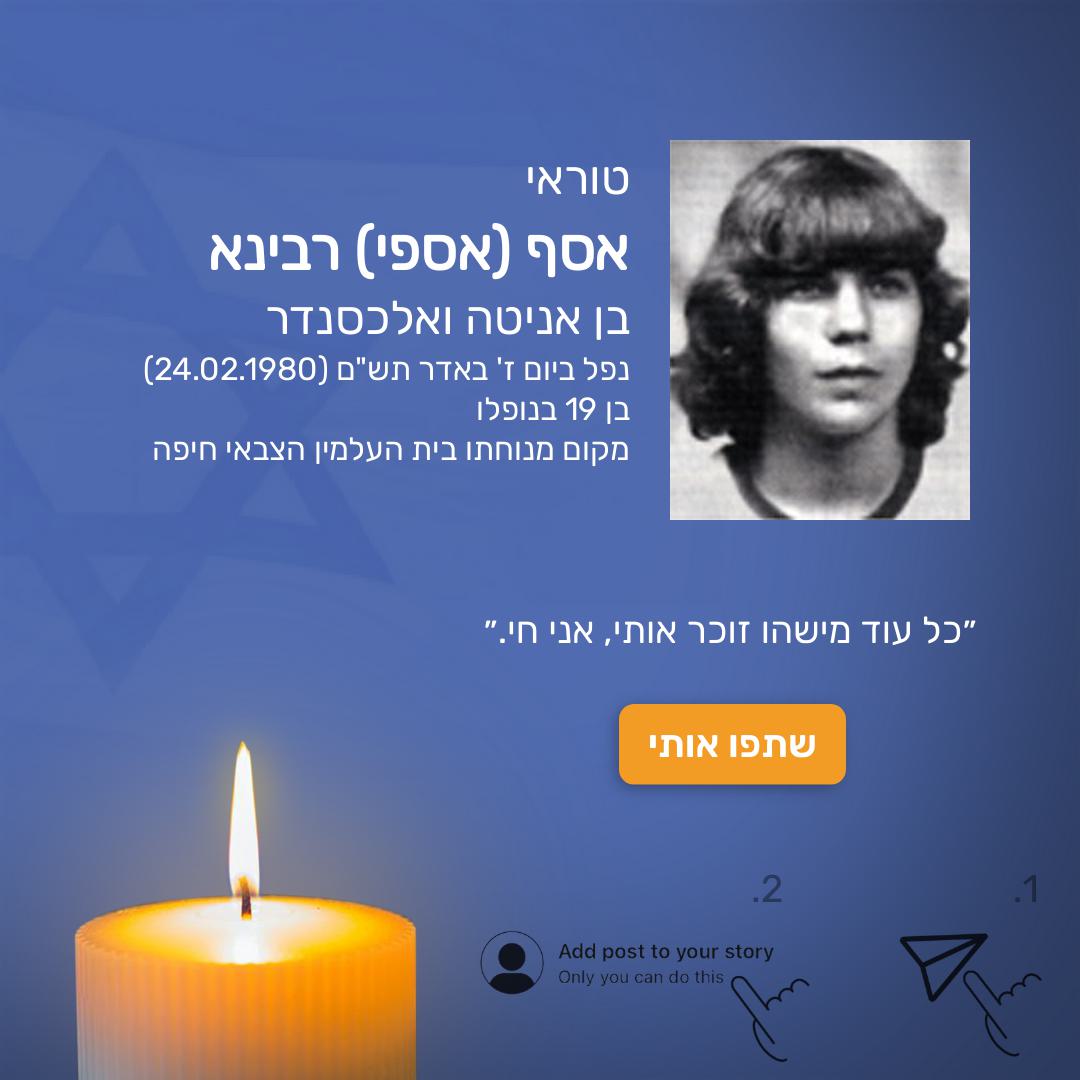 טוראי
אסף (אספי) רבינא
בן אניטה ואלכסנדר
נפל ביום ז' באדר תש"ם (24.02.1980)
בן 19 בנופלו
מקום מנוחתו בית העלמין הצבאי חיפה
״כל עוד מישהו זוכר אותי, אני חי.״
שתפו אותי
1.
2.
Add post to your story
Only you can do this